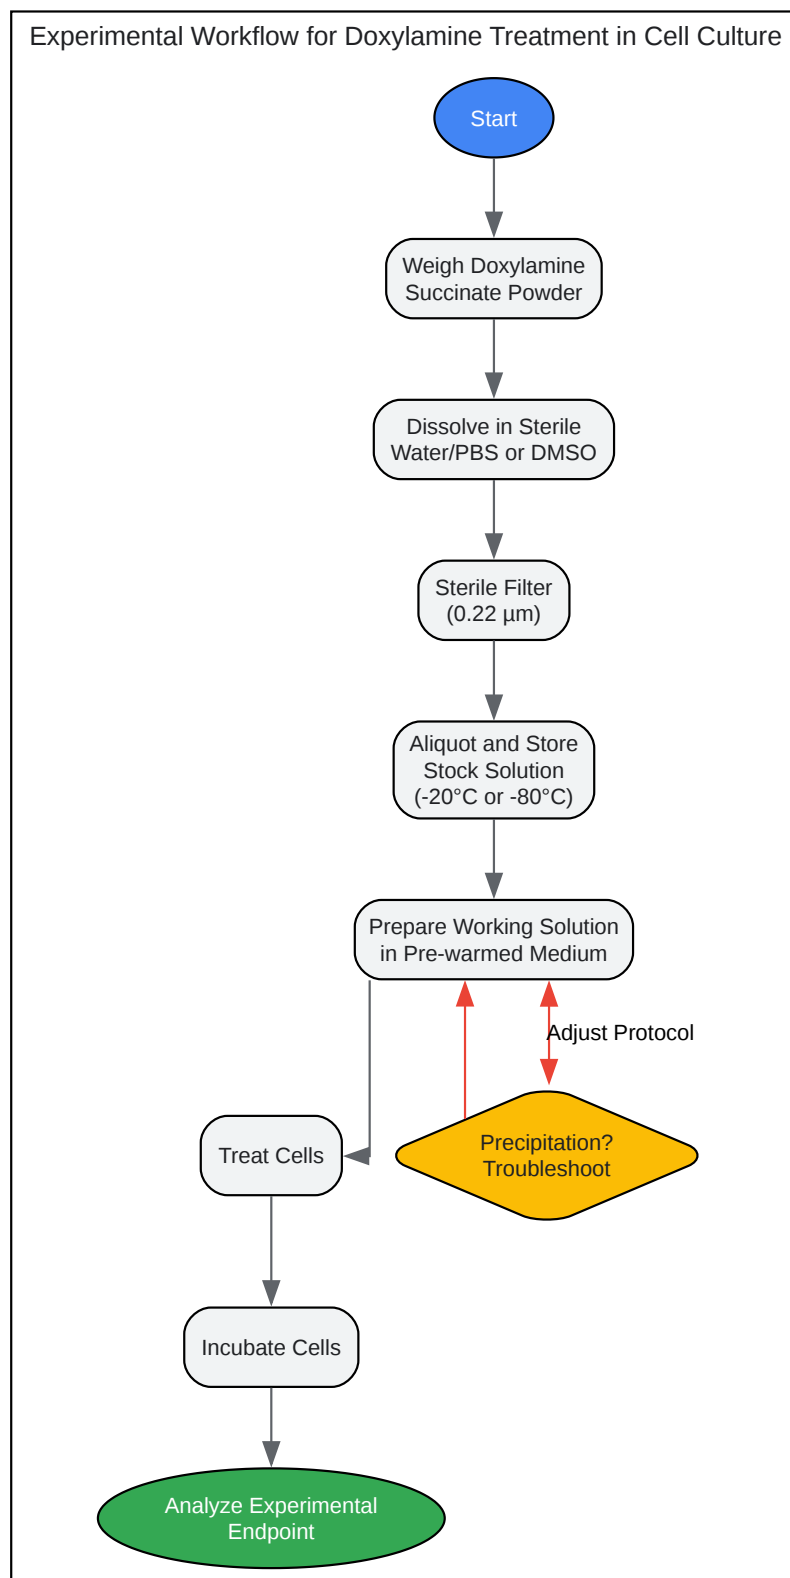 Experimental Workflow for Doxylamine Treatment in Cell Culture
Start
Weigh Doxylamine
Succinate Powder
Dissolve in Sterile
Water/PBS or DMSO
Sterile Filter
(0.22 µm)
Aliquot and Store
Stock Solution
(-20°C or -80°C)
Prepare Working Solution
in Pre-warmed Medium
Adjust Protocol
Precipitation?
Troubleshoot
Treat Cells
Incubate Cells
Analyze Experimental
Endpoint